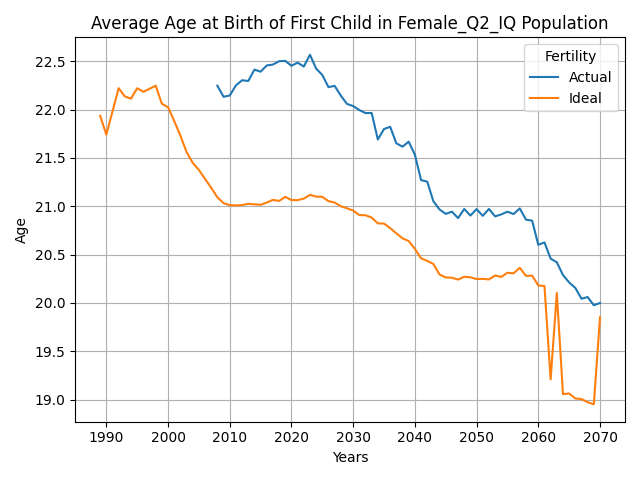 Average Age at Birth of First Child in Female_Q2_IQ Population
Fertility
Actual
Ideal
Age
22.5
22.0
21.5
21.0
20.5
20.0
19.5
19.0
1990 2000 2010 2020 2030 2040 2050 2060 2070
Years